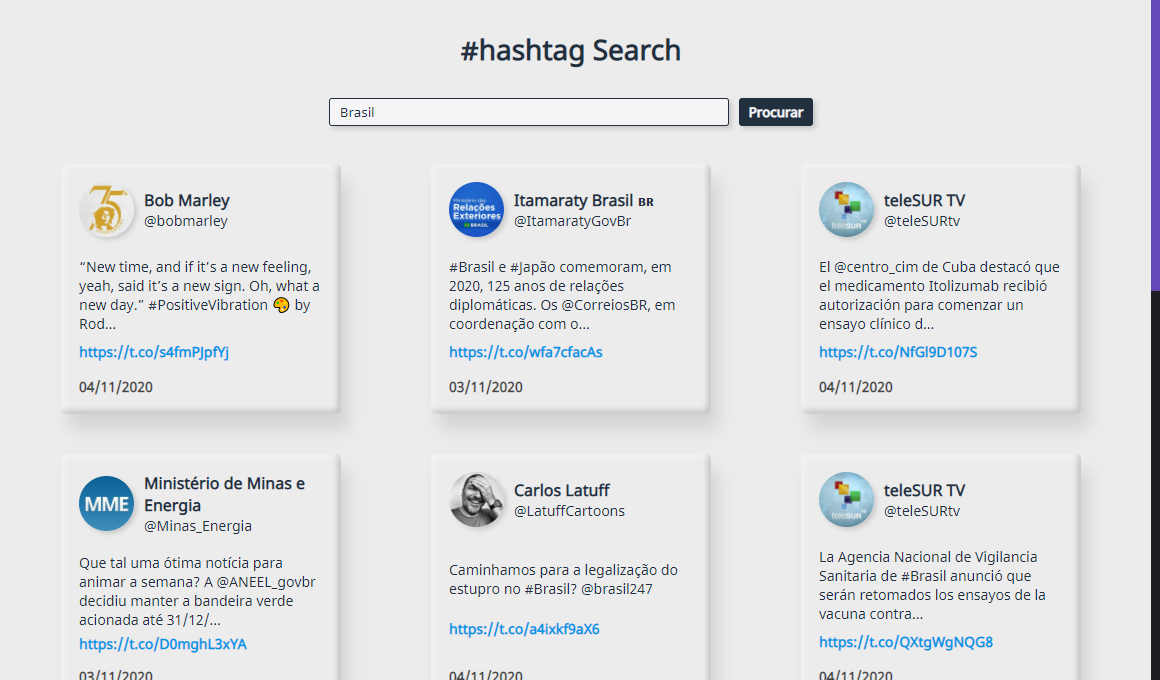 #hashtag Search
Brasil
Procurar
75
Bob Marley
@bobmarley
“New time, and if it’s a new feeling,
yeah, said it’s a new sign. Oh, what a
new day.” #PositiveVibration 🎨 by
Rod...
https://t.co/s4fmPJpfYj
04/11/2020
Ministério das
Relações
Exteriores
BRASIL
Itamaraty Brasil 🇧🇷
@ItamaratyGovBr
#Brasil e #Japão comemoram, em
2020, 125 anos de relações
diplomáticas. Os @CorreiosBR, em
coordenação com o...
https://t.co/wfa7cfacAs
03/11/2020
teleSUR
teleSUR TV
@teleSURtv
El @centro_cim de Cuba destacó que
el medicamento Itolizumab recibió
autorización para comenzar un
ensayo clínico d...
https://t.co/NfGl9D107S
04/11/2020
MME
Ministério de Minas e
Energia
@Minas_Energia
Que tal uma ótima notícia para
animar a semana? A @ANEEL_govbr
decidiu manter a bandeira verde
acionada até 31/12/...
https://t.co/D0mghL3xYA
03/11/2020
Carlos Latuff
@LatuffCartoons
Caminhamos para a legalização do
estupro no #Brasil? @brasil247
https://t.co/a4ixkf9aX6
04/11/2020
teleSUR
teleSUR TV
@teleSURtv
La Agencia Nacional de Vigilancia
Sanitaria de #Brasil anunció que
serán retomados los ensayos de la
vacuna contra...
https://t.co/QXtgWgNQG8
04/11/2020